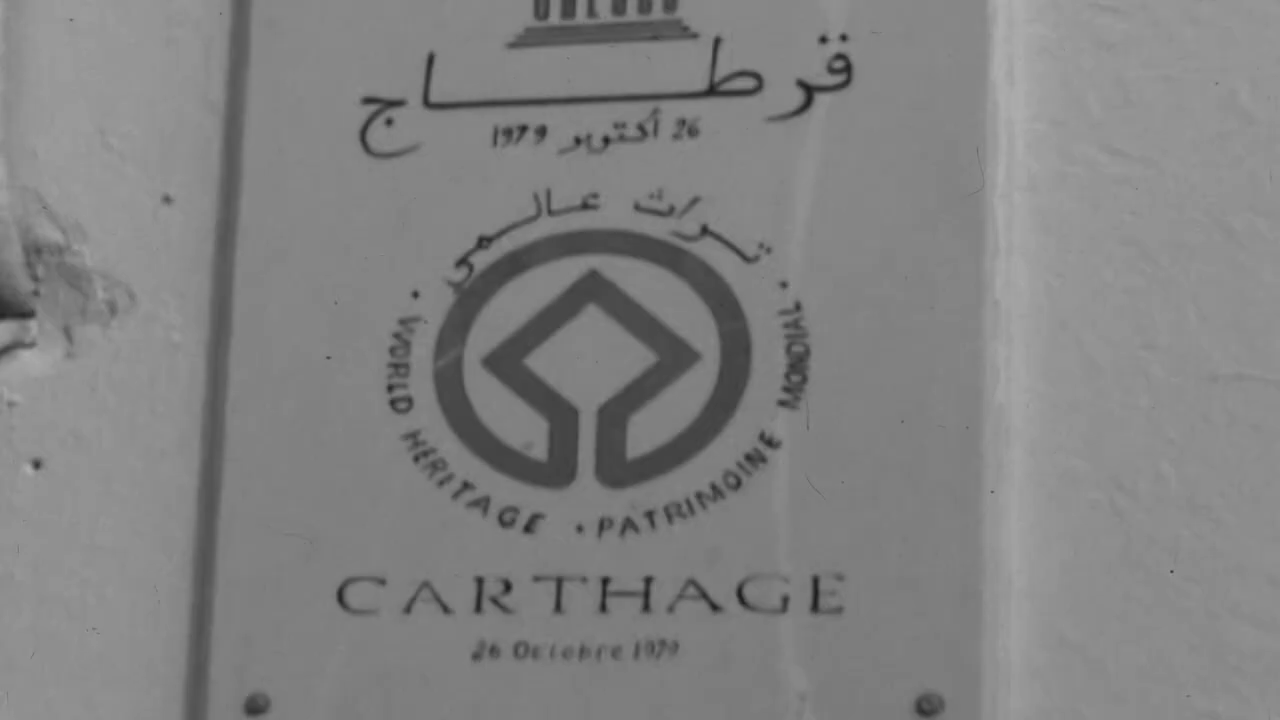 قرطاج
26 أكتوبر 1979
تراث عالمي
WORLD HERITAGE · PATRIMOINE MONDIAL
CARTHAGE
26 Octobre 1979